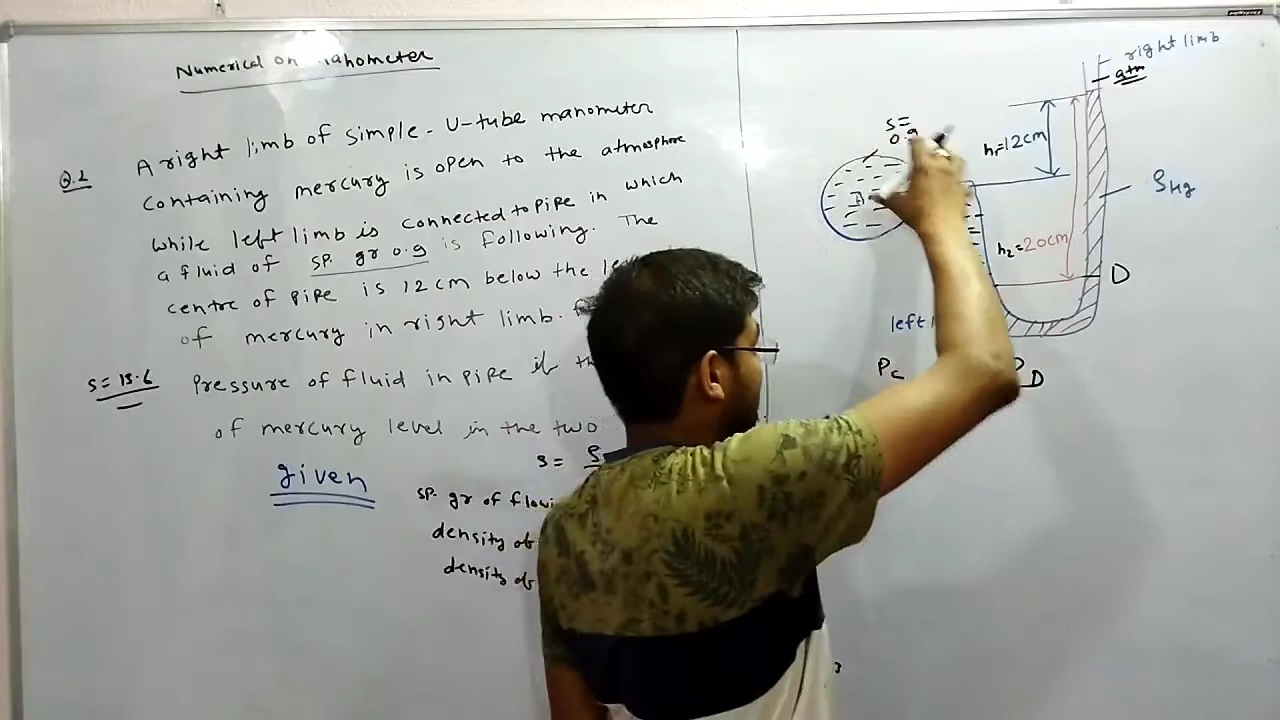 Numerical on Manometer
Q.1 A right limb of simple - U-tube manometer
containing mercury is open to the atmosphere
while left limb is connected to pipe in which
a fluid of sp. gr 0.9 is following. The
centre of pipe is 12 cm below the
of mercury in right limb.
S = 13.6 Pressure of fluid in pipe if
of mercury level in the two
given
S =
sp. gr of
density of
density of
right limb
atm
S =
0.9
h₁=12cm
A
SHg
h₂=20cm
D
left
PC
D